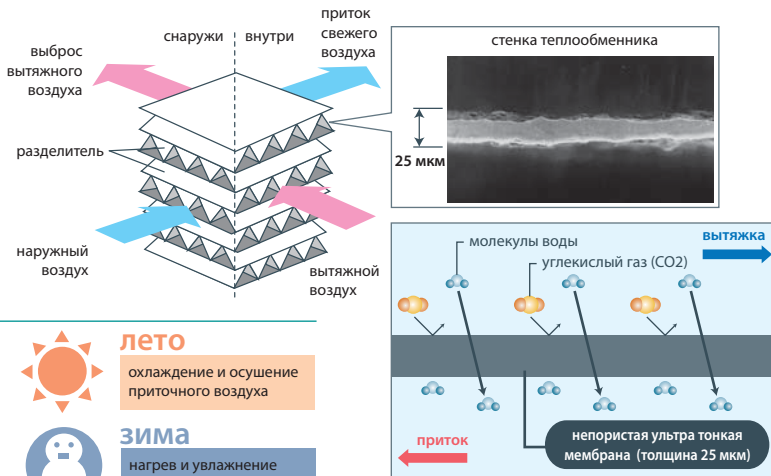 снаружи
внутри
приток
свежего
воздуха
выброс
вытяжного
воздуха
разделитель
наружный
воздух
вытяжной
воздух
стенка теплообменника
25 мкм
молекулы воды
углекислый газ (CO2)
вытяжка
приток
непористая ультра тонкая
мембрана (толщина 25 мкм)
лето
охлаждение и осушение
приточного воздуха
зима
нагрев и увлажнение